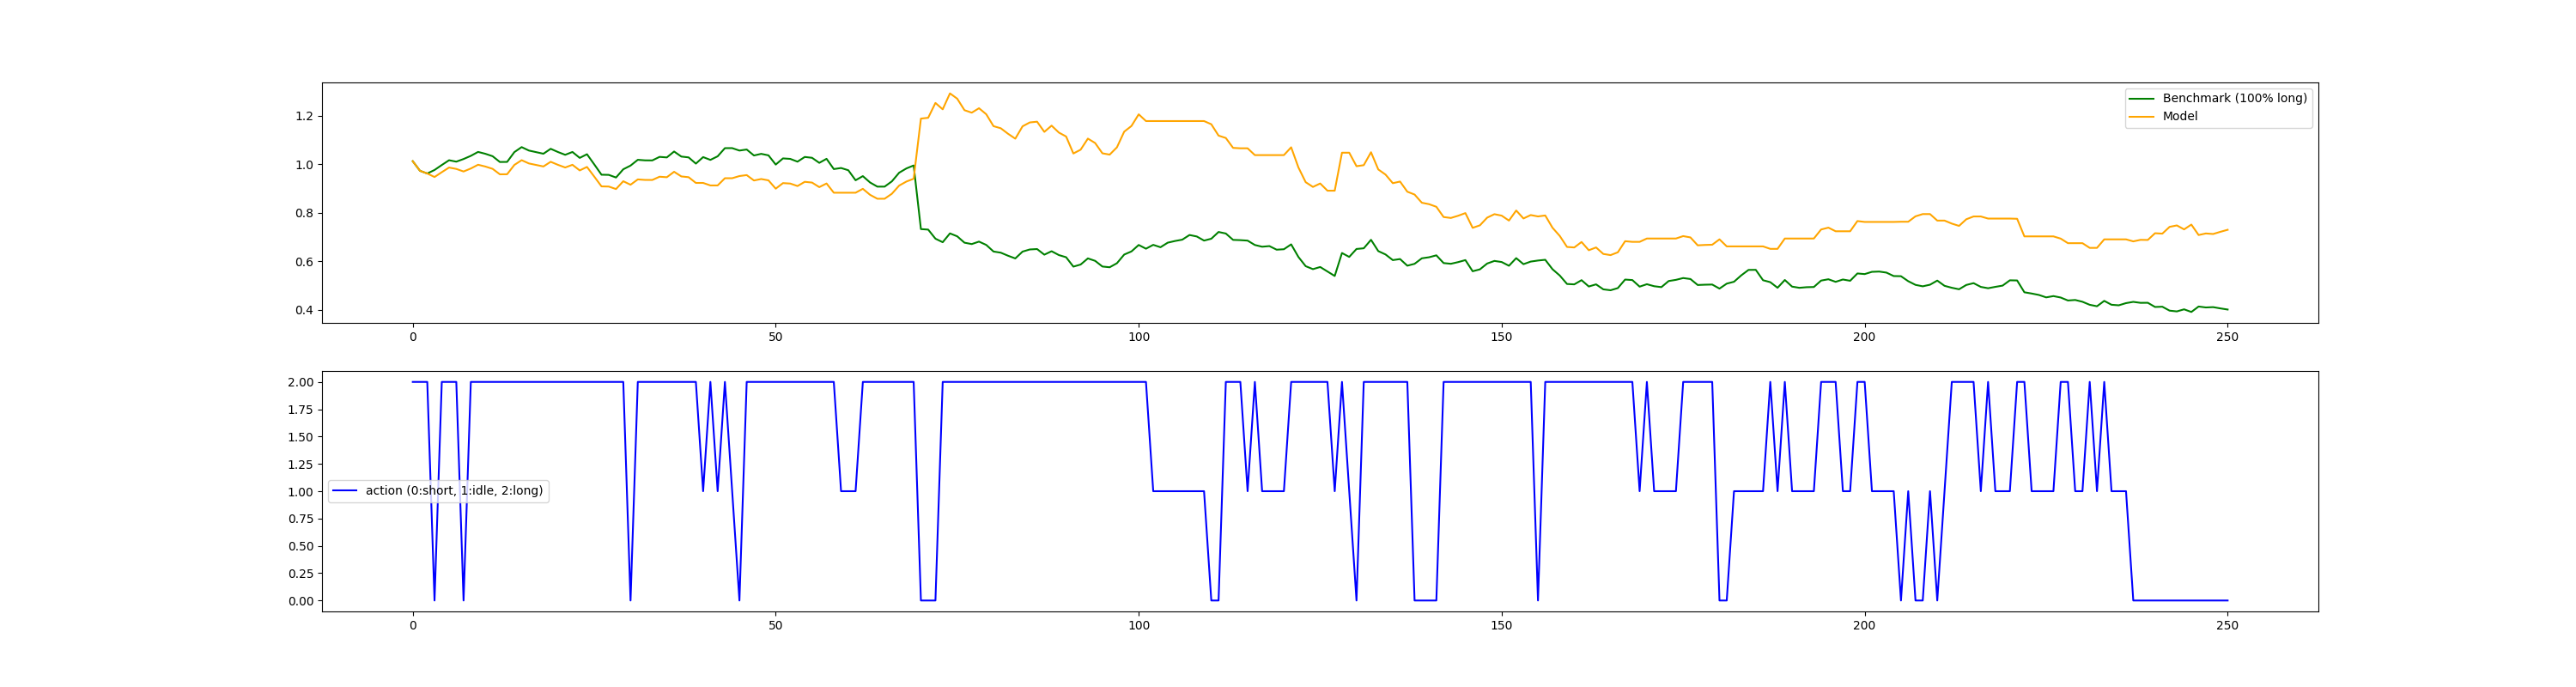 1.2
1.0
0.8
0.6
0.4
Benchmark (100% long)
Model
0 50 100 150 200 250
2.00
1.75
1.50
1.25
1.00
0.75
0.50
0.25
0.00
action (0:short, 1:idle, 2:long)
0 50 100 150 200 250